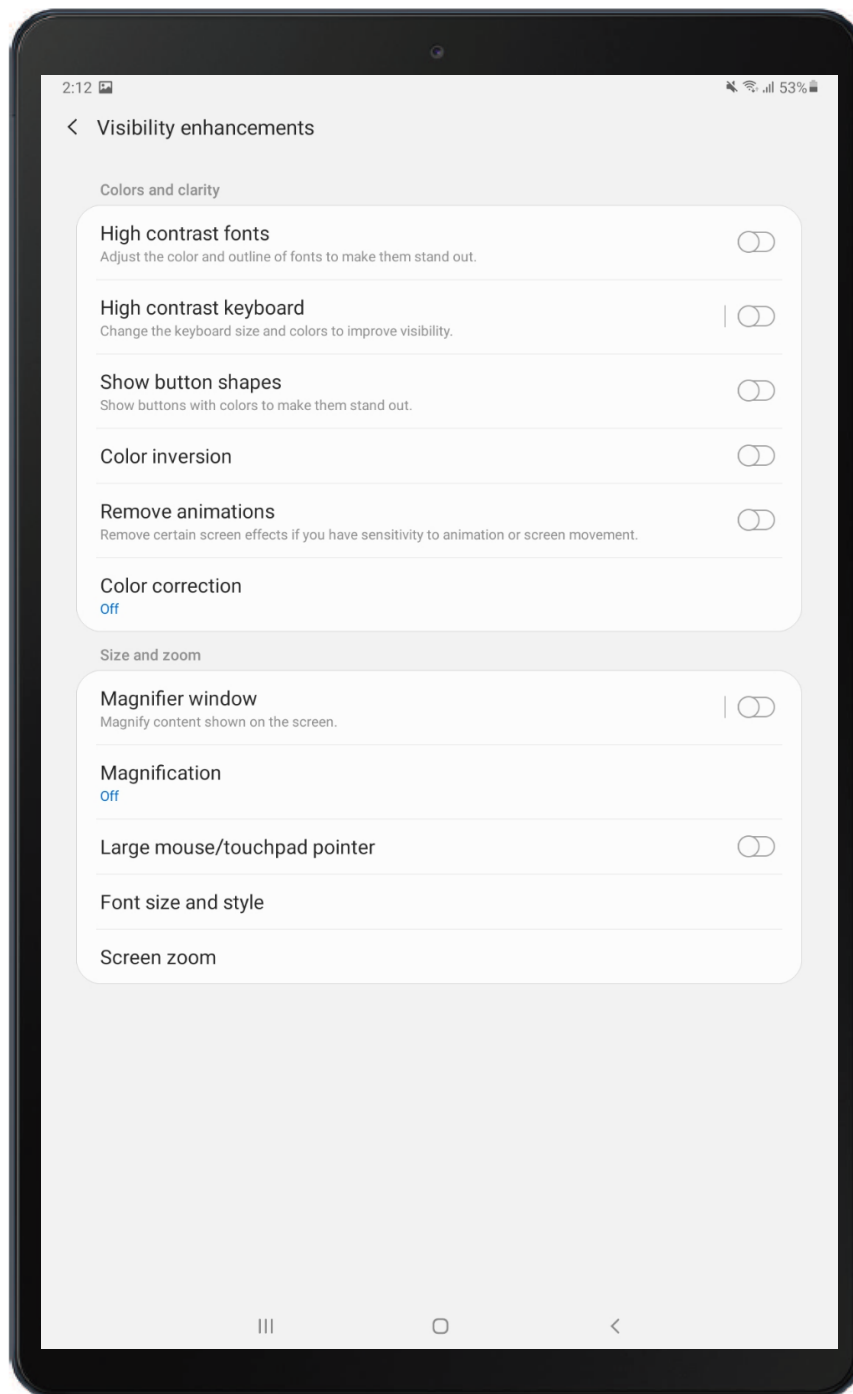 2:12 53%
Visibility enhancements
Colors and clarity
High contrast fonts
Adjust the color and outline of fonts to make them stand out.
High contrast keyboard
Change the keyboard size and colors to improve visibility.
Show button shapes
Show buttons with colors to make them stand out.
Color inversion
Remove animations
Remove certain screen effects if you have sensitivity to animation or screen movement.
Color correction
Off
Size and zoom
Magnifier window
Magnify content shown on the screen.
Magnification
Off
Large mouse/touchpad pointer
Font size and style
Screen zoom